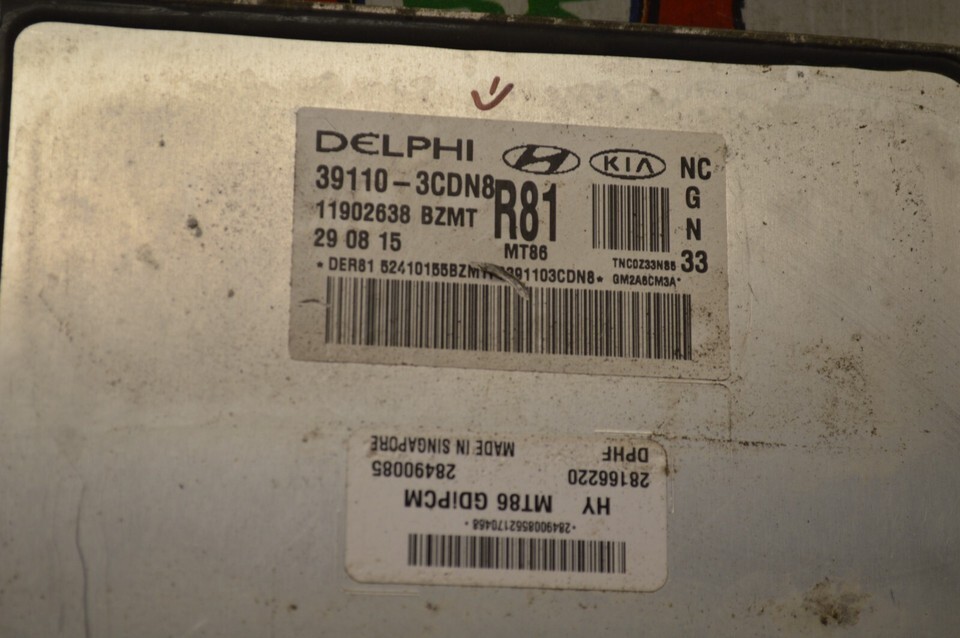 DELPHI
KIA
NC
39110-3CDN8
R81
G
11902638 BZMT
N
29 08 15
MT86
TNC0Z33N86
33
GM2A6CM3A*
HY MT86 GDiPCM
28166220 28490085
DPHF MADE IN SINGAPORE